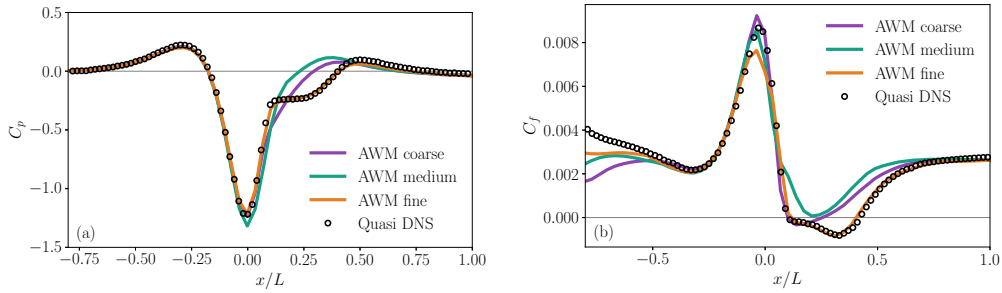 0.5
0.0
−0.5
−1.0
−1.5
C_p
(a)
AWM coarse
AWM medium
AWM fine
Quasi DNS
−0.75 −0.50 −0.25 0.00 0.25 0.50 0.75 1.00
x/L
0.008
0.006
0.004
0.002
0.000
C_f
AWM coarse
AWM medium
AWM fine
Quasi DNS
(b)
−0.5 0.0 0.5 1.0
x/L